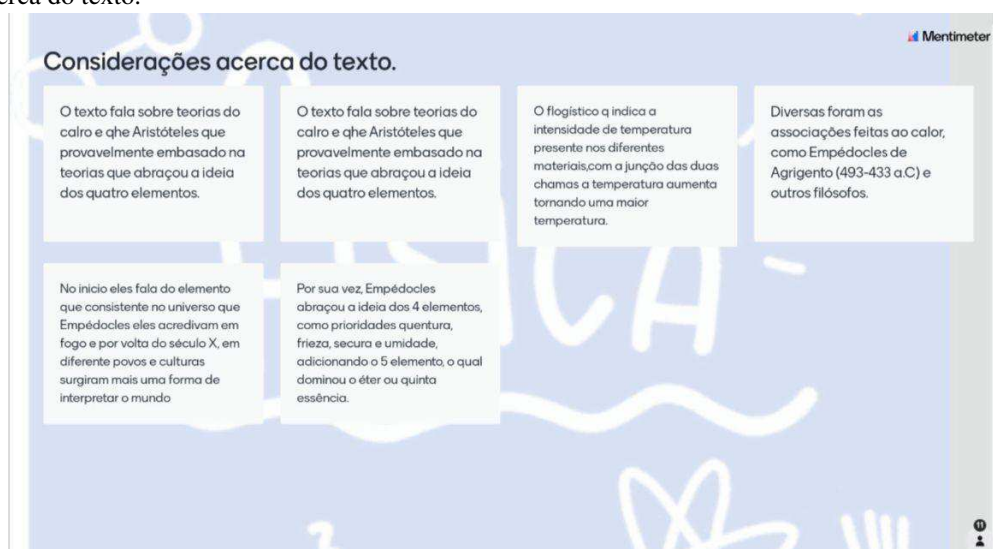 erca do texto.
Mentimeter
Considerações acerca do texto.
O texto fala sobre teorias do
calro e qhe Aristóteles que
provavelmente embasado na
teorias que abraçou a ideia
dos quatro elementos.
O texto fala sobre teorias do
calro e qhe Aristóteles que
provavelmente embasado na
teorias que abraçou a ideia
dos quatro elementos.
O flogístico q indica a
intensidade de temperatura
presente nos diferentes
materiais,com a junção das duas
chamas a temperatura aumenta
tornando uma maior
temperatura.
Diversas foram as
associações feitas ao calor,
como Empédocles de
Agrigento (493-433 a.C) e
outros filósofos.
No inicio eles fala do elemento
que consistente no universo que
Empédocles eles acredivam em
fogo e por volta do século X, em
diferente povos e culturas
surgiram mais uma forma de
interpretar o mundo
Por sua vez, Empédocles
abraçou a ideia dos 4 elementos,
como prioridades quentura,
frieza, secura e umidade,
adicionando o 5 elemento, o qual
dominou o éter ou quinta
essência.
11